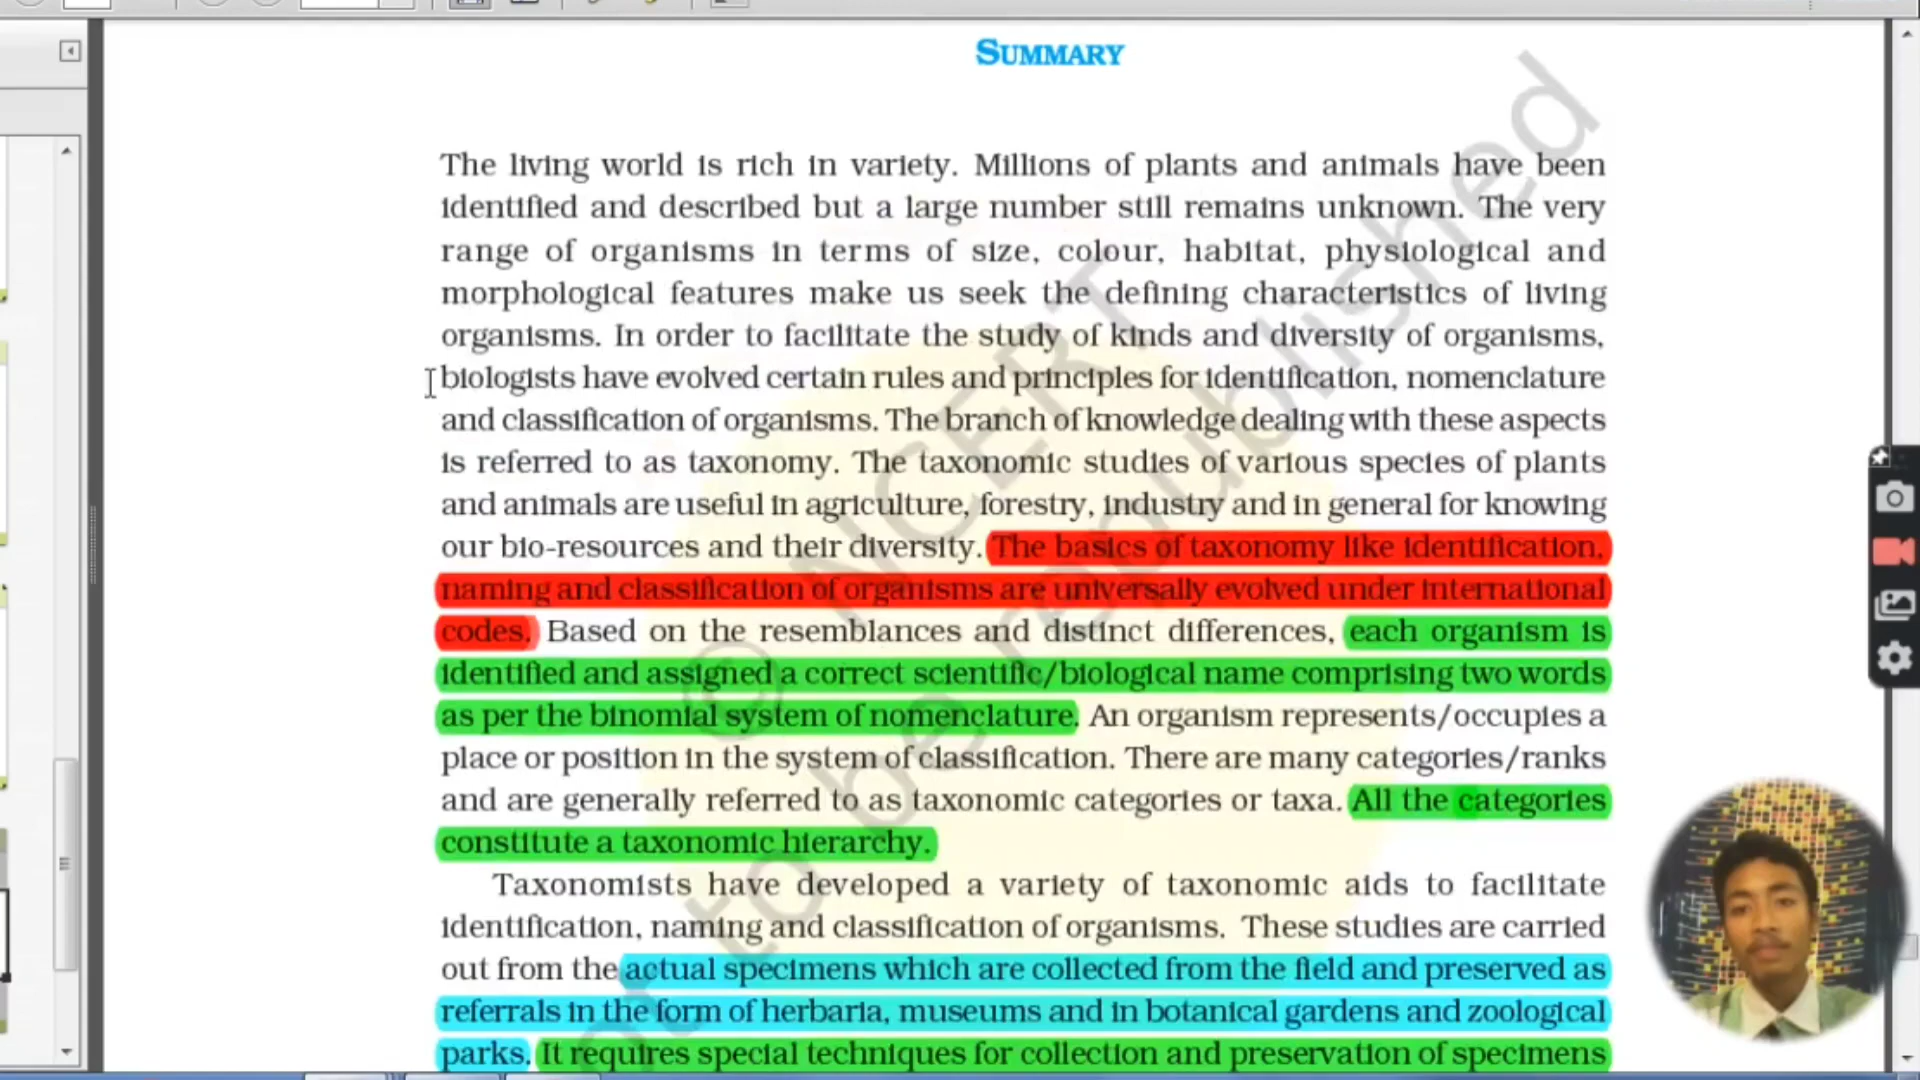 SUMMARY
The living world is rich in variety. Millions of plants and animals have been
identified and described but a large number still remains unknown. The very
range of organisms in terms of size, colour, habitat, physiological and
morphological features make us seek the defining characteristics of living
organisms. In order to facilitate the study of kinds and diversity of organisms,
biologists have evolved certain rules and principles for identification, nomenclature
and classification of organisms. The branch of knowledge dealing with these aspects
is referred to as taxonomy. The taxonomic studies of various species of plants
and animals are useful in agriculture, forestry, industry and in general for knowing
our bio-resources and their diversity. The basics of taxonomy like identification,
naming and classification of organisms are universally evolved under international
codes. Based on the resemblances and distinct differences, each organism is
identified and assigned a correct scientific/biological name comprising two words
as per the binomial system of nomenclature. An organism represents/occupies a
place or position in the system of classification. There are many categories/ranks
and are generally referred to as taxonomic categories or taxa. All the categories
constitute a taxonomic hierarchy.
Taxonomists have developed a variety of taxonomic aids to facilitate
identification, naming and classification of organisms. These studies are carried
out from the actual specimens which are collected from the field and preserved as
referrals in the form of herbaria, museums and in botanical gardens and zoological
parks. It requires special techniques for collection and preservation of specimens
© NCERT
not to be republished